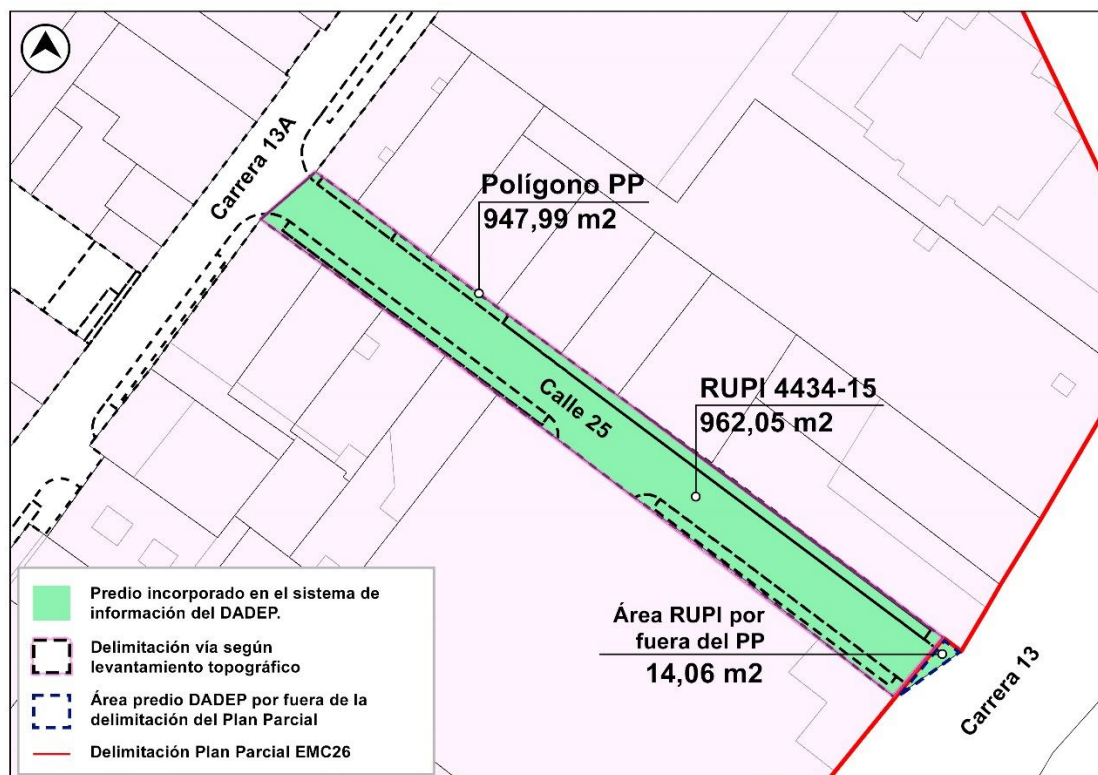 Carrera 13A
Polígono PP
947,99 m2
Calle 25
RUPI 4434-15
962,05 m2
Área RUPI por
fuera del PP
14,06 m2
Carrera 13
Predio incorporado en el sistema de
información del DADEP.
Delimitación vía según
levantamiento topográfico
Área predio DADEP por fuera de la
delimitación del Plan Parcial
Delimitación Plan Parcial EMC26